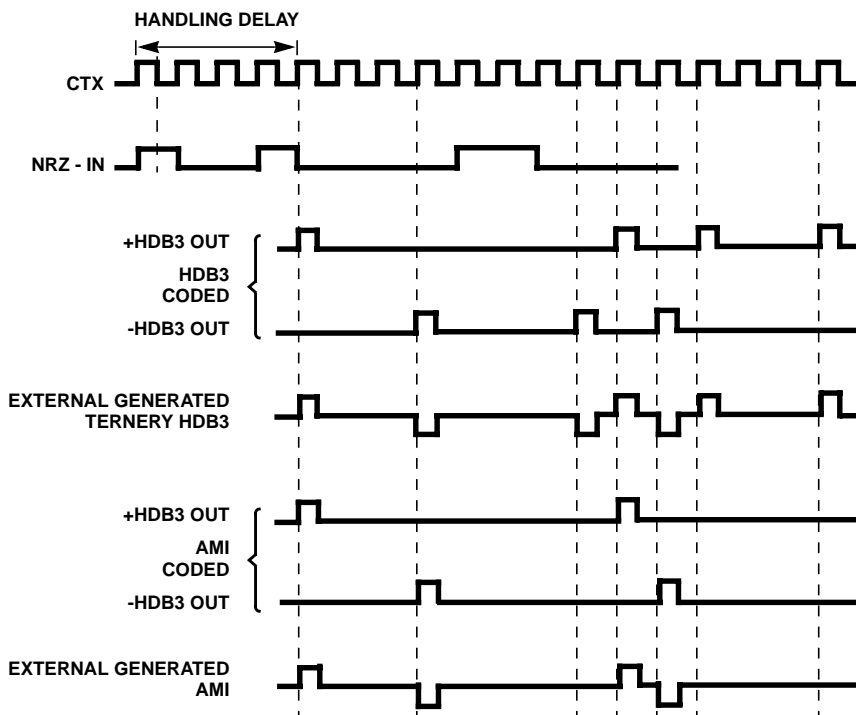 HANDLING DELAY
CTX
NRZ - IN
+HDB3 OUT
HDB3
CODED
-HDB3 OUT
EXTERNAL GENERATED
TERNERY HDB3
+HDB3 OUT
AMI
CODED
-HDB3 OUT
EXTERNAL GENERATED
AMI